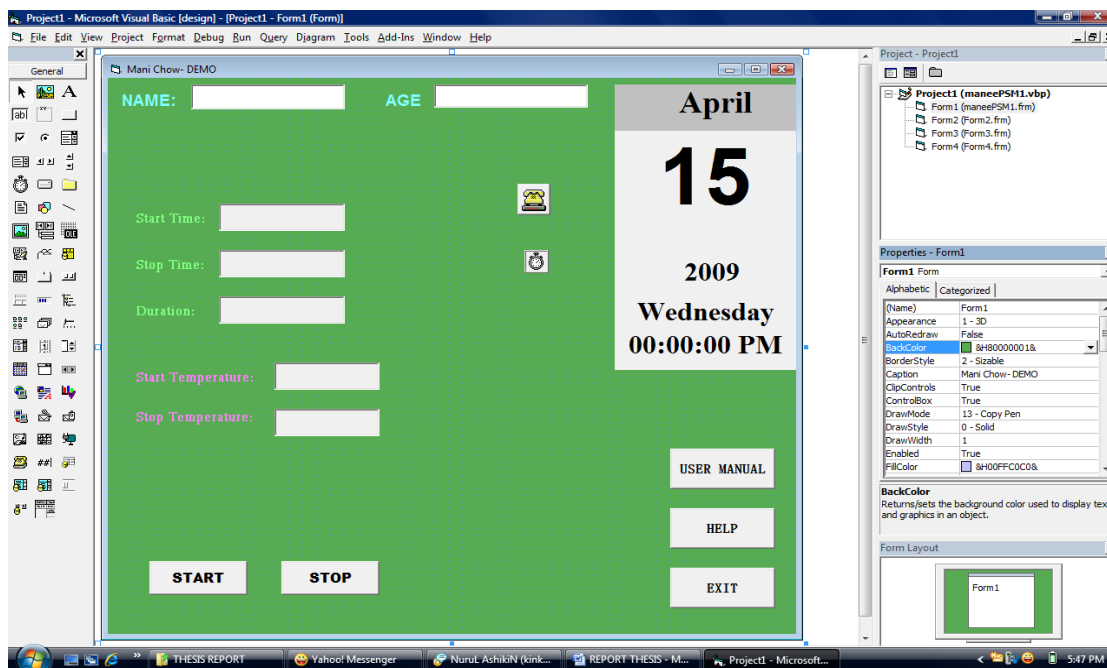 Project1 - Microsoft Visual Basic [design] - [Project1 - Form1 (Form)]
File Edit View Project Format Debug Run Query Diagram Tools Add-Ins Window Help
General
Mani Chow- DEMO
NAME:
AGE
April
15
2009
Wednesday
00:00:00 PM
Start Time:
Stop Time:
Duration:
Start Temperature:
Stop Temperature:
USER MANUAL
HELP
EXIT
START
STOP
Project - Project1
Project1 (maneePSM1.vbp)
Form1 (maneePSM1.frm)
Form2 (Form2.frm)
Form3 (Form3.frm)
Form4 (Form4.frm)
Properties - Form1
Form1 Form
Alphabetic Categorized
(Name) Form1
Appearance 1 - 3D
AutoRedraw False
BackColor &H80000001&
BorderStyle 2 - Sizable
Caption Mani Chow- DEMO
ClipControls True
ControlBox True
DrawMode 13 - Copy Pen
DrawStyle 0 - Solid
DrawWidth 1
Enabled True
FillColor &H00FFC0C0&
BackColor
Returns/sets the background color used to display tex
and graphics in an object.
Form Layout
Form1
THESIS REPORT
Yahoo! Messenger
NuruL AshikiN (kink...
REPORT THESIS - M...
Project1 - Microsoft...
5:47 PM